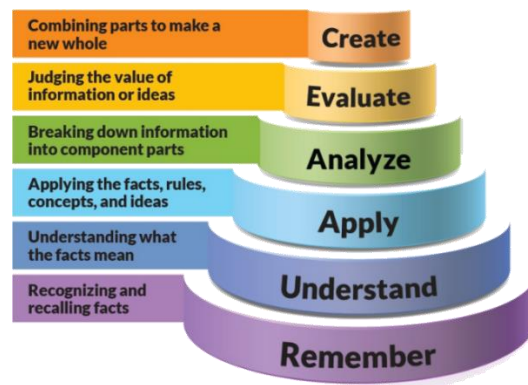 Combining parts to make a
new whole
Create
Judging the value of
information or ideas
Evaluate
Breaking down information
into component parts
Analyze
Applying the facts, rules,
concepts, and ideas
Apply
Understanding what
the facts mean
Understand
Recognizing and
recalling facts
Remember